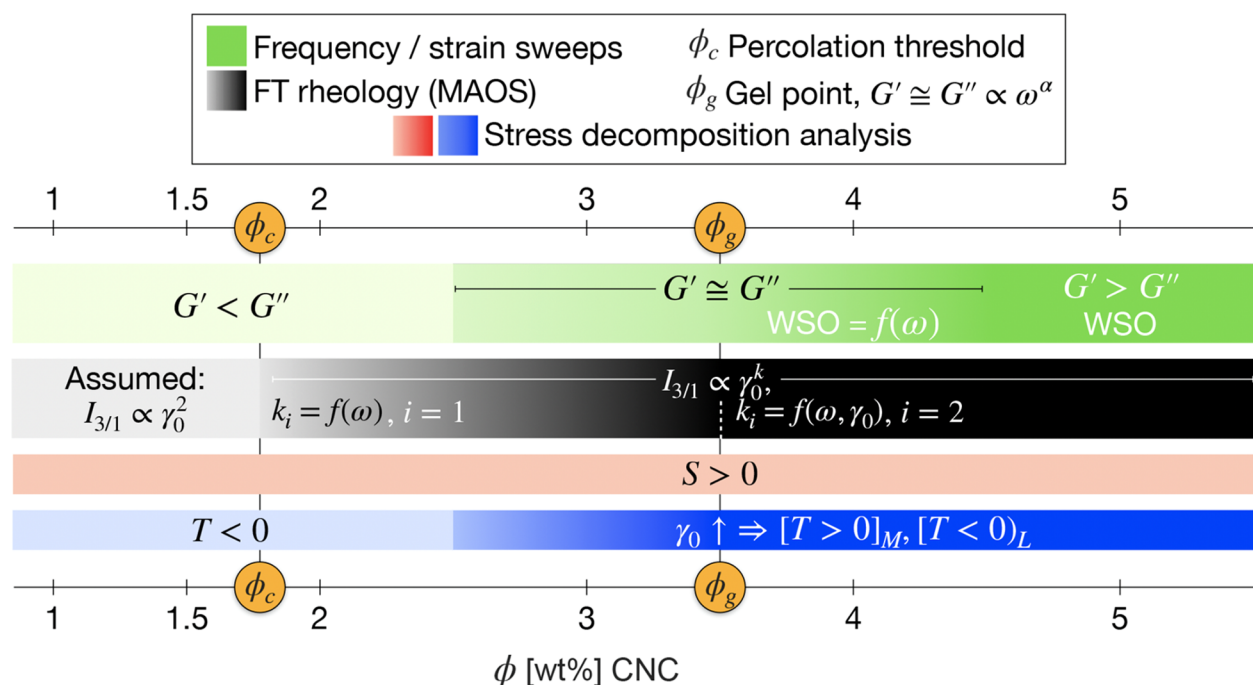 Frequency / strain sweeps
ϕc Percolation threshold
FT rheology (MAOS)
ϕg Gel point, G′ ≅ G″ ∝ ω^α
Stress decomposition analysis
1 1.5 2 3 4 5
ϕc ϕg
G′ < G″
G′ ≅ G″
WSO = f(ω)
G′ > G″
WSO
Assumed:
I3/1 ∝ γ0^2
I3/1 ∝ γ0^k,
ki = f(ω), i = 1
ki = f(ω, γ0), i = 2
S > 0
T < 0
γ0 ↑ ⇒ [T > 0]M, [T < 0)L
ϕc ϕg
1 1.5 2 3 4 5
ϕ [wt%] CNC